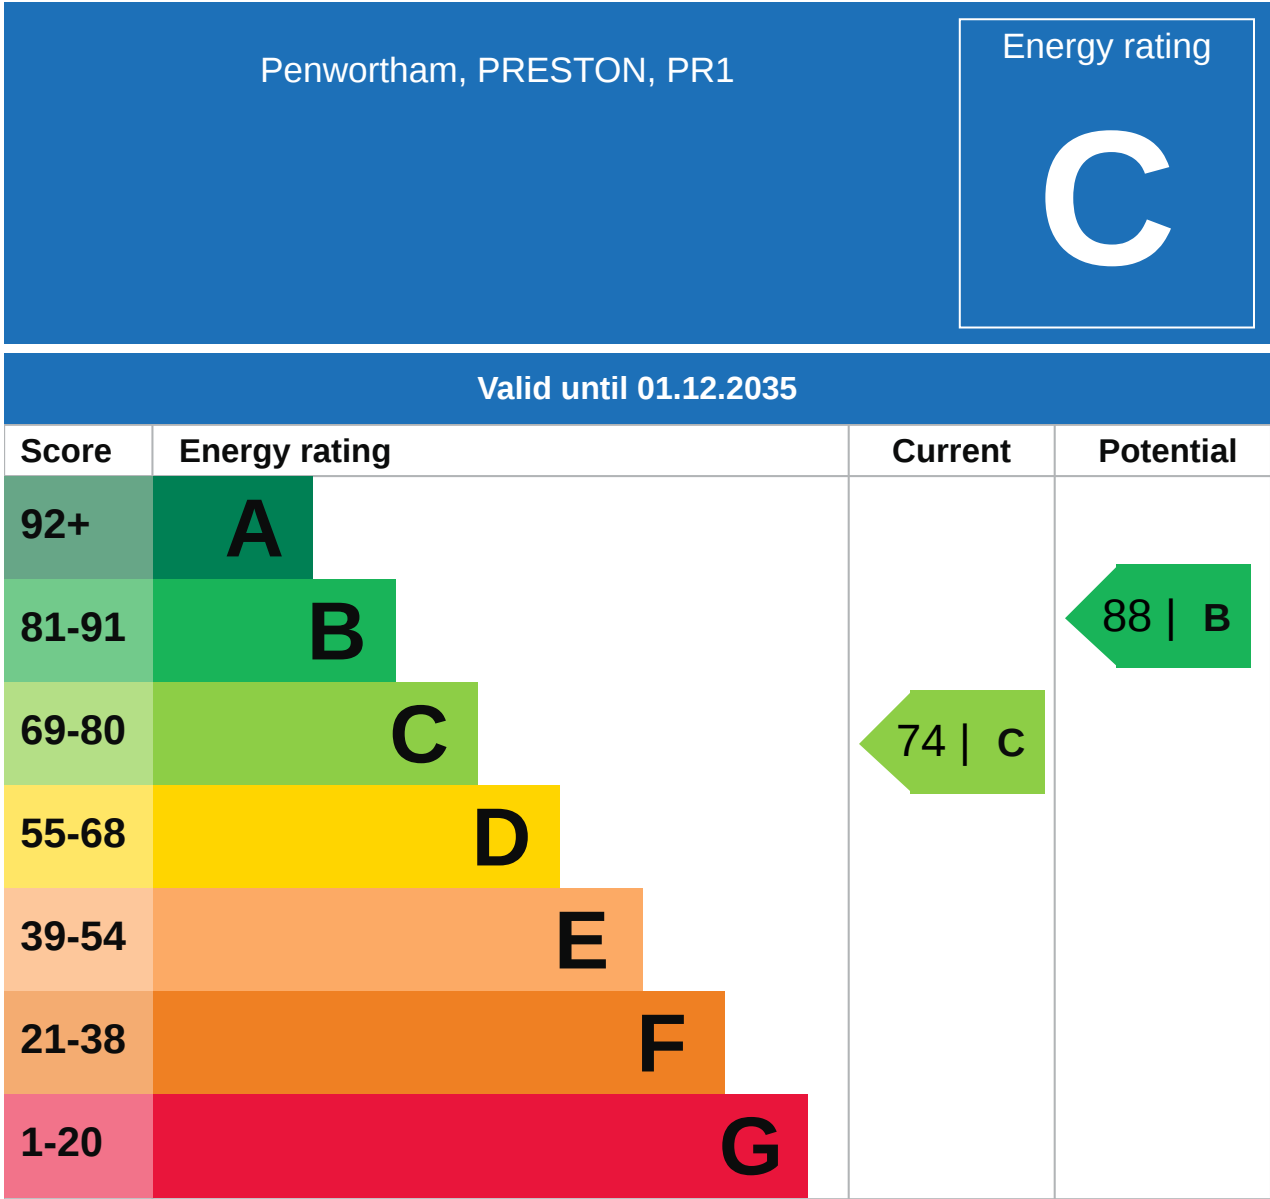 Penwortham, PRESTON, PR1
Energy rating
C
Valid until 01.12.2035
Score Energy rating Current Potential
92+ A
81-91 B 88 | B
69-80 C 74 | C
55-68 D
39-54 E
21-38 F
1-20 G